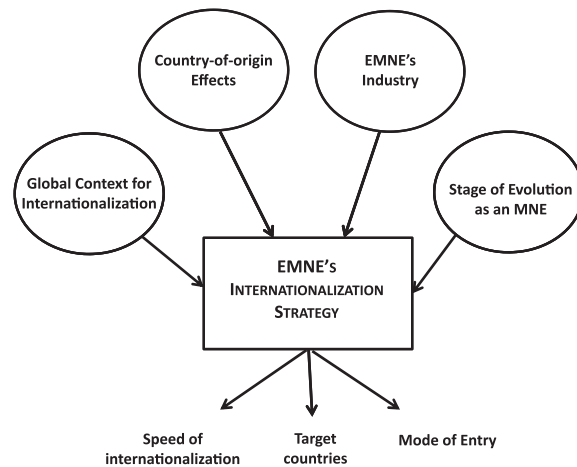 Country-of-origin
Effects
EMNE's
Industry
Global Context for
Internationalization
Stage of Evolution
as an MNE
EMNE's
Internationalization
Strategy
Speed of
internationalization
Target
countries
Mode of Entry